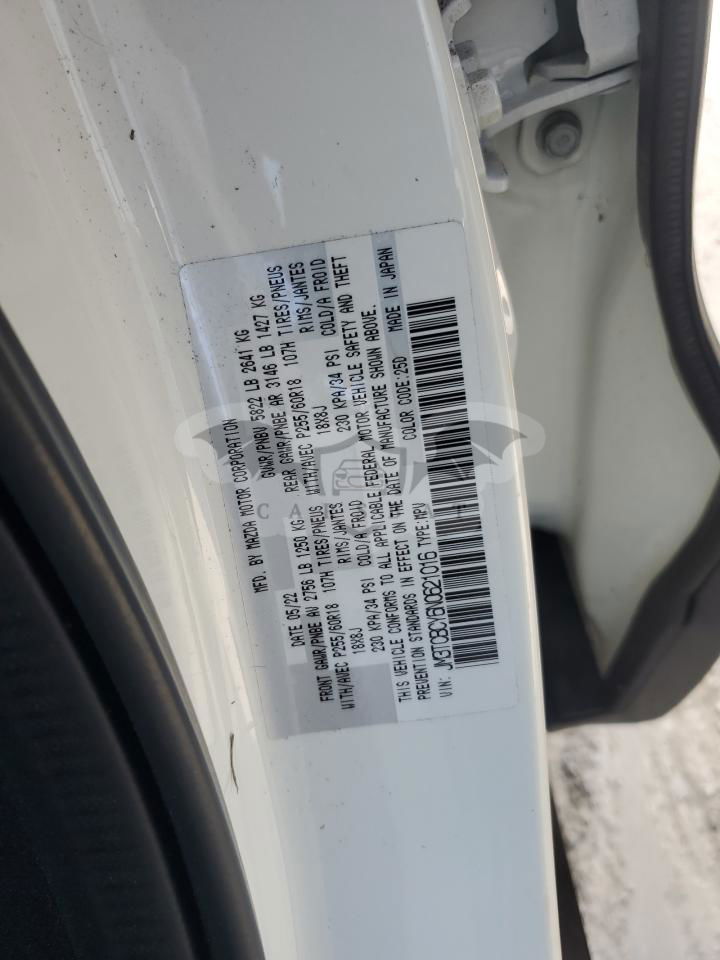 MFD. BY MAZDA MOTOR CORPORATION
DATE 05/22 GVWR/PNBV 5822 LB 2641 KG
FRONT GAWR/PNBE AV 2756 LB 1250 KG REAR GAWR/PNBE AR 3146 LB 1427 KG
WITH/AVEC P255/60R18 107H TIRES/PNEUS WITH/AVEC P255/60R18 107H TIRES/PNEUS
18X8J RIMS/JANTES 18X8J RIMS/JANTES
230 KPA/34 PSI COLD/A FROID 230 KPA/34 PSI COLD/A FROID
THIS VEHICLE CONFORMS TO ALL APPLICABLE FEDERAL MOTOR VEHICLE SAFETY AND THEFT
PREVENTION STANDARDS IN EFFECT ON THE DATE OF MANUFACTURE SHOWN ABOVE.
VIN: JM3TCBCY6N0621016 TYPE:MPV COLOR CODE:25D MADE IN JAPAN